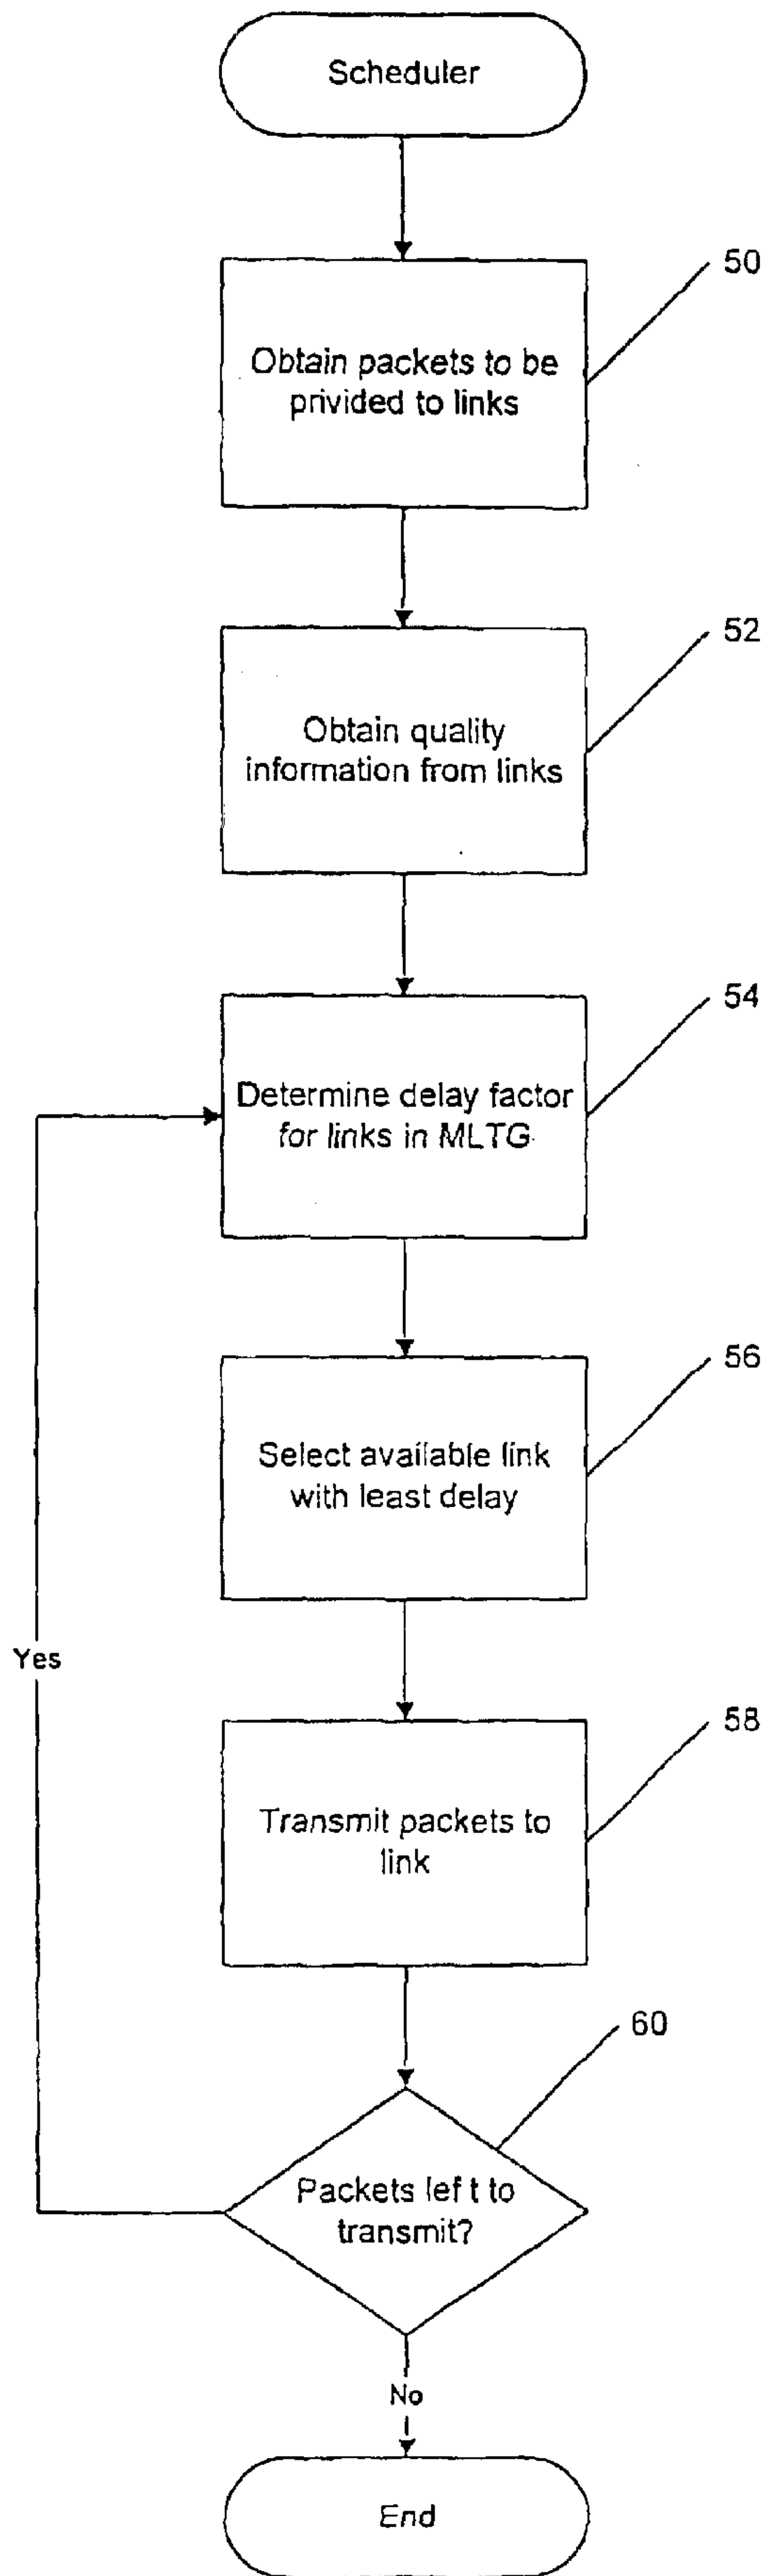 Scheduler
50
Obtain packets to be
privided to links
52
Obtain quality
information from links
54
Determine delay factor
for links in MLTG
56
Select available link
with least delay
Yes
58
Transmit packets to
link
60
Packets left to
transmit?
No
End